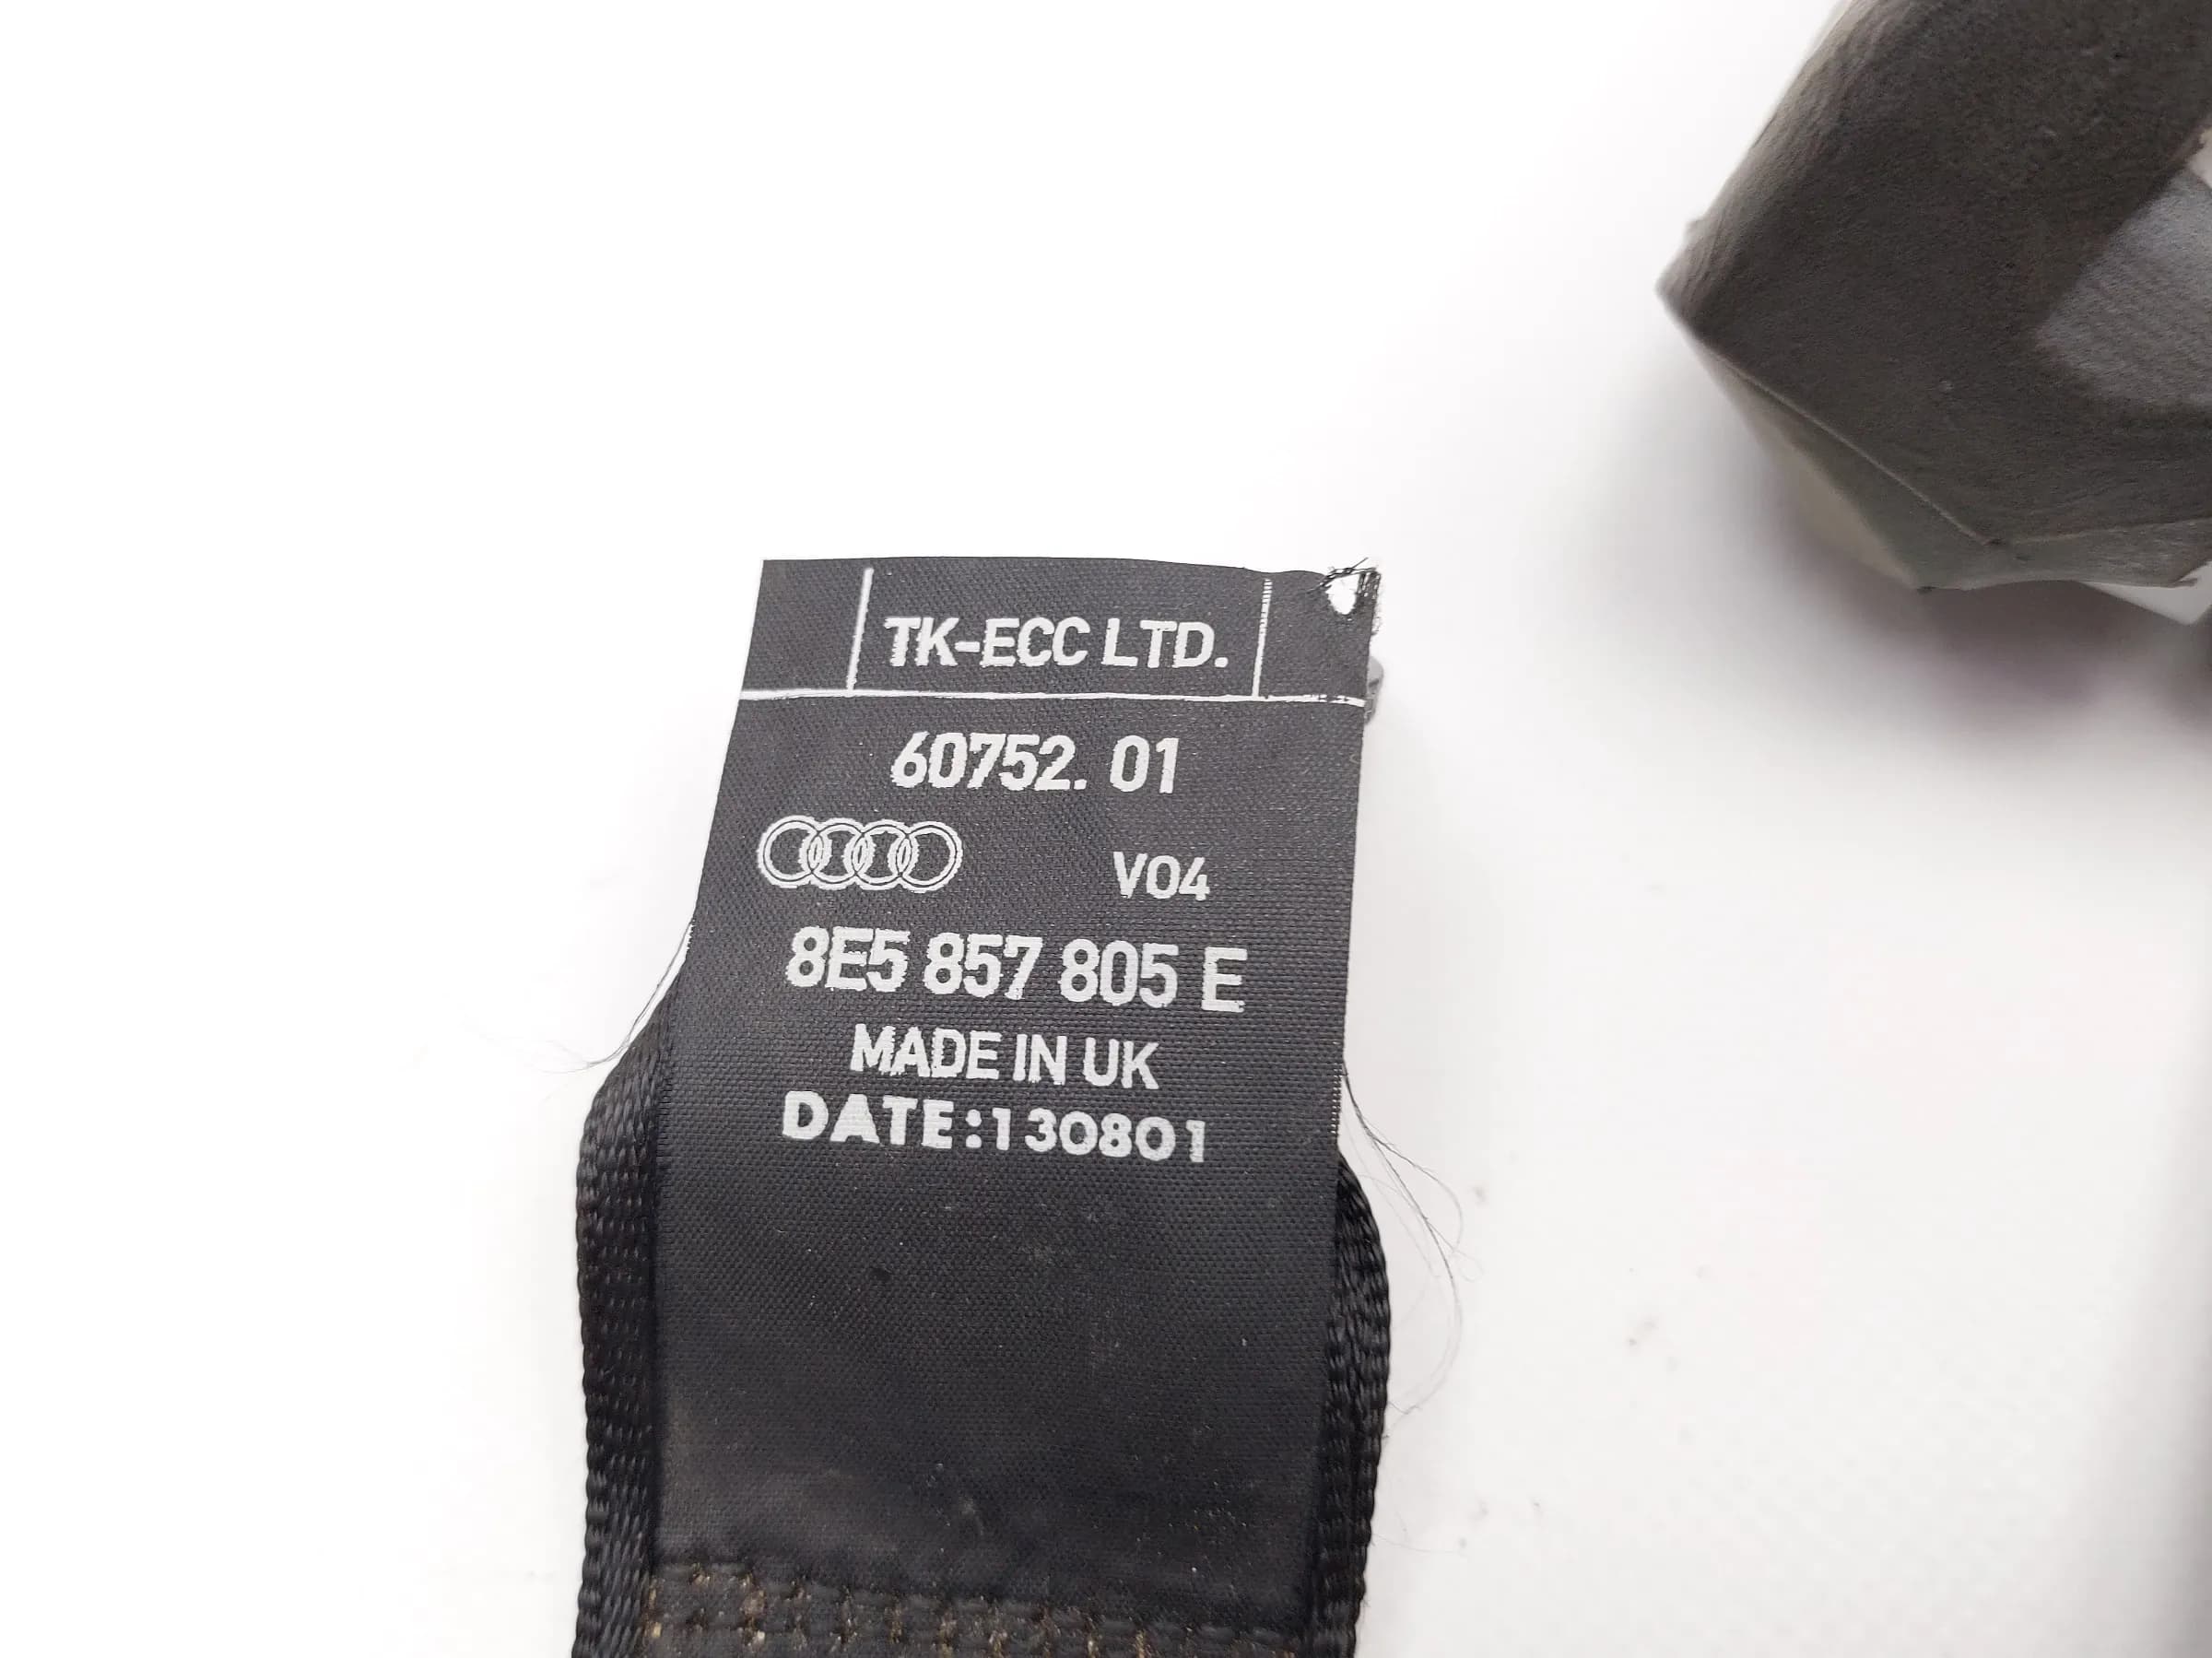 TK-ECC LTD.
60752. 01
V04
8E5 857 805 E
MADE IN UK
DATE:130801